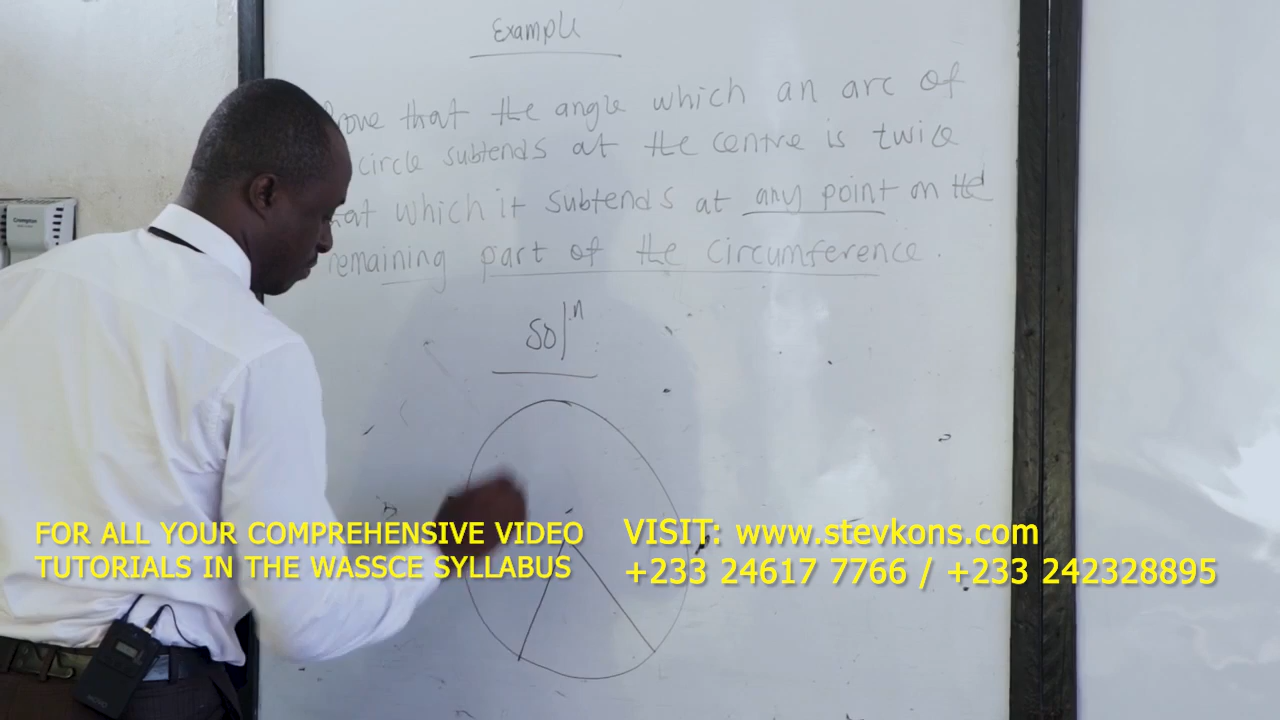 Example
Prove that the angle which an arc of
circle subtends at the centre is twice
that which it subtends at any point on the
remaining part of the circumference.
Sol.n
FOR ALL YOUR COMPREHENSIVE VIDEO
TUTORIALS IN THE WASSCE SYLLABUS
VISIT: www.stevkons.com
+233 24617 7766 / +233 242328895
Crompton